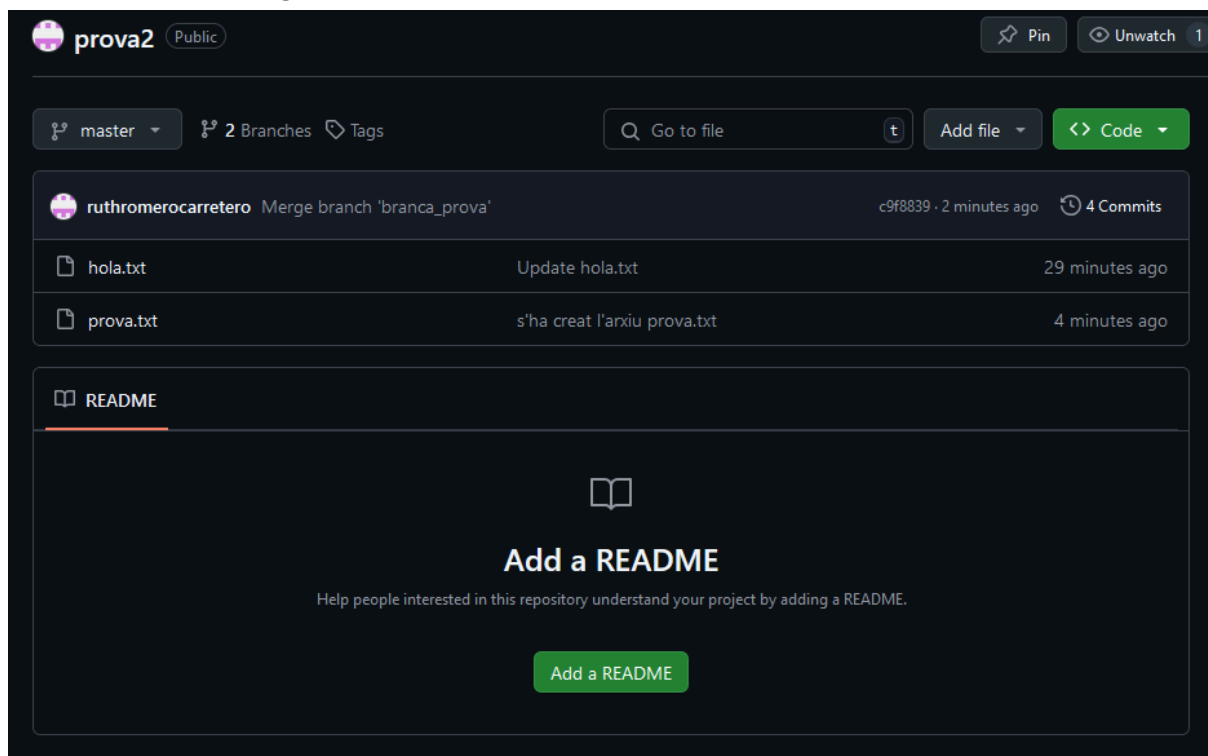 prova2 Public Pin Unwatch 1
master 2 Branches Tags Go to file t Add file Code
ruthromerocarretero Merge branch 'branca_prova' c9f8839 · 2 minutes ago 4 Commits
hola.txt Update hola.txt 29 minutes ago
prova.txt s'ha creat l'arxiu prova.txt 4 minutes ago
README
Add a README
Help people interested in this repository understand your project by adding a README.
Add a README